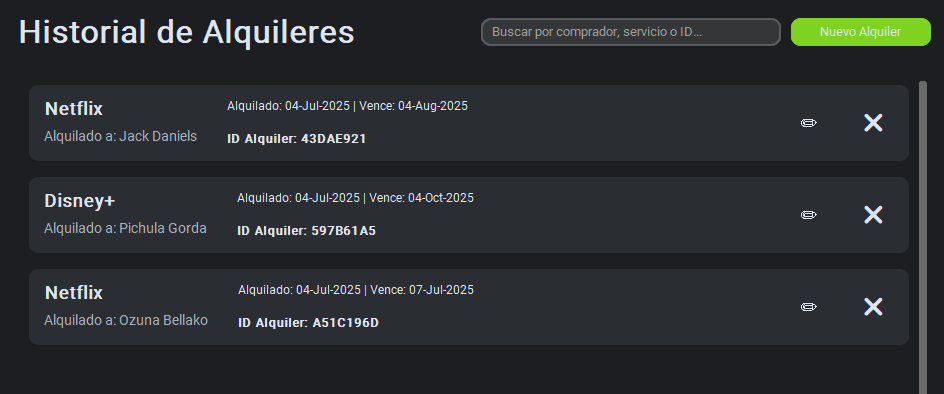 Historial de Alquileres
Buscar por comprador, servicio o ID...
Nuevo Alquiler
Netflix
Alquilado: 04-Jul-2025 | Vence: 04-Aug-2025
Alquilado a: Jack Daniels
ID Alquiler: 43DAE921
Disney+
Alquilado: 04-Jul-2025 | Vence: 04-Oct-2025
Alquilado a: Pichula Gorda
ID Alquiler: 597B61A5
Netflix
Alquilado: 04-Jul-2025 | Vence: 07-Jul-2025
Alquilado a: Ozuna Bellako
ID Alquiler: A51C196D